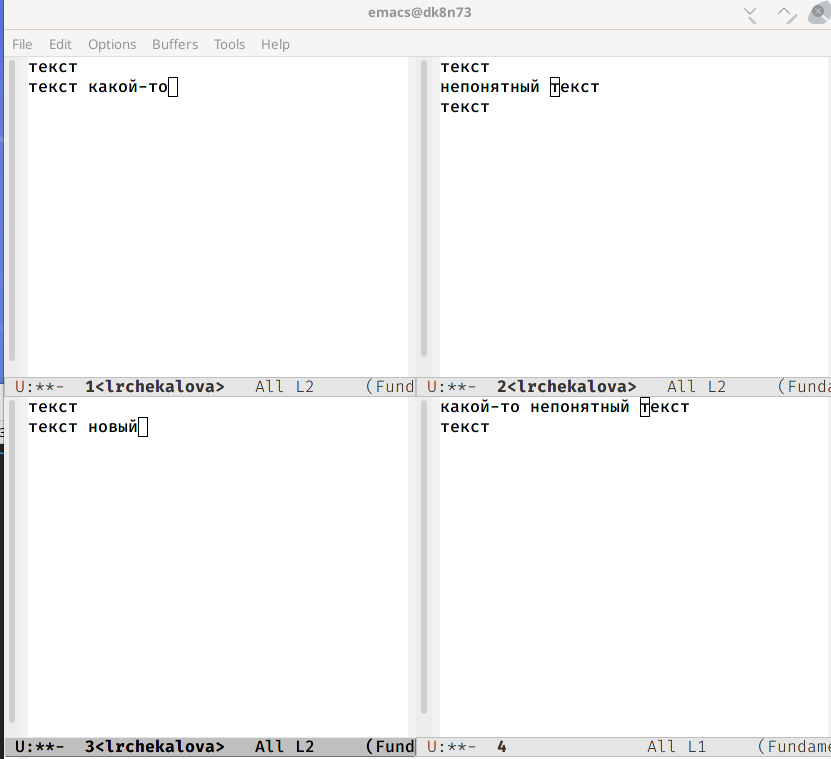 emacs@dk8n73
File Edit Options Buffers Tools Help
текст
текст какой-то
U:**- 1<lrchekalova> All L2 (Fund
текст
непонятный текст
текст
U:**- 2<lrchekalova> All L2 (Funda
текст
текст новый
U:**- 3<lrchekalova> All L2 (Fund
какой-то непонятный текст
текст
U:**- 4 All L1 (Fundame